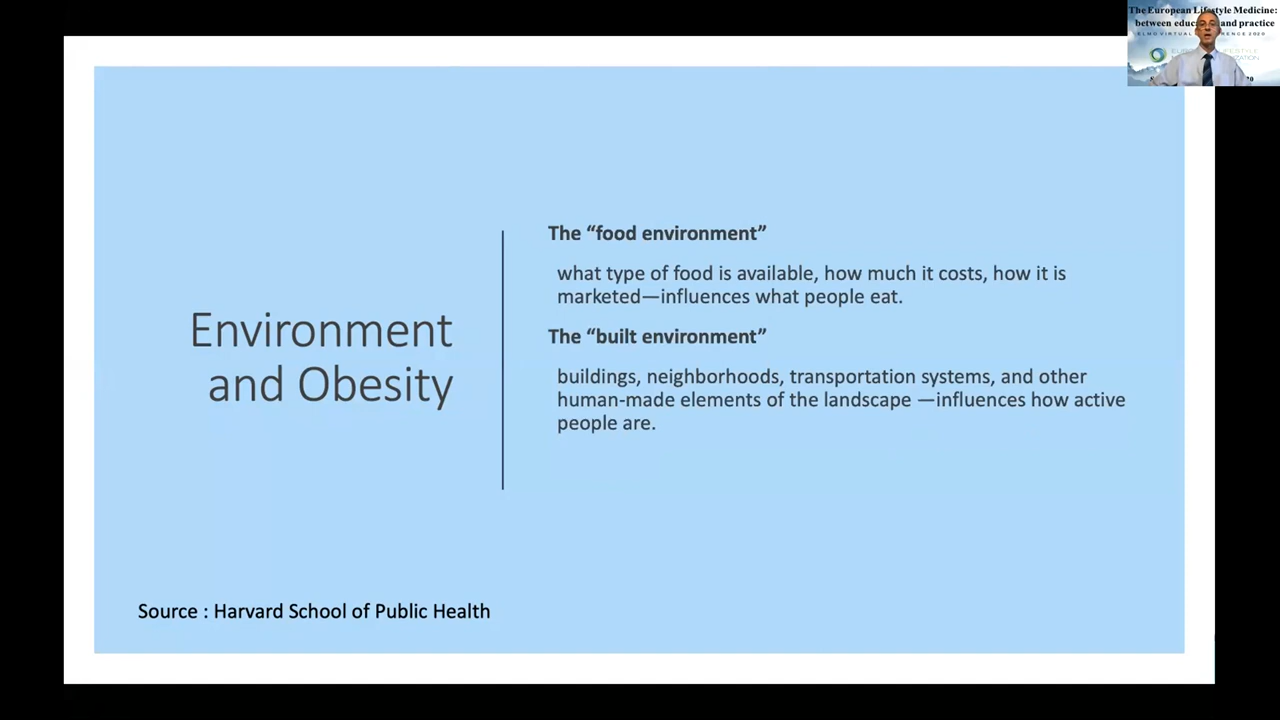 The European Lifestyle Medicine:
between and practice
Environment
and Obesity
The “food environment”
what type of food is available, how much it costs, how it is
marketed—influences what people eat.
The “built environment”
buildings, neighborhoods, transportation systems, and other
human-made elements of the landscape —influences how active
people are.
Source : Harvard School of Public Health